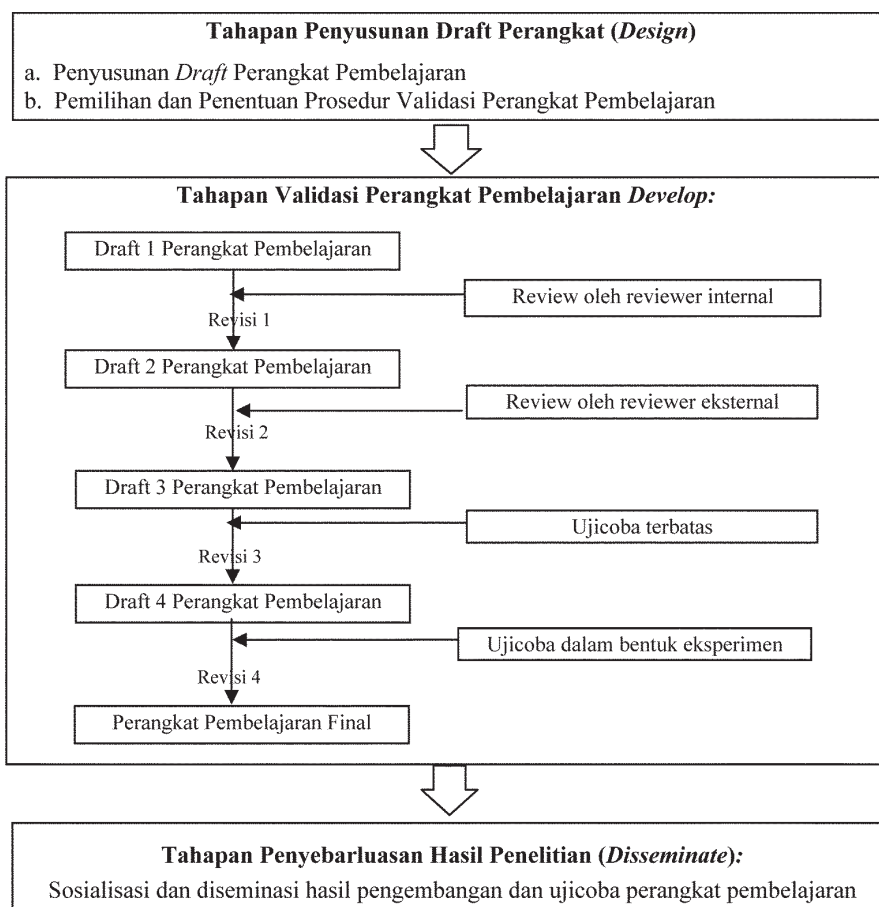 Tahapan Penyusunan Draft Perangkat (Design)
a. Penyusunan Draft Perangkat Pembelajaran
b. Pemilihan dan Penentuan Prosedur Validasi Perangkat Pembelajaran
Tahapan Validasi Perangkat Pembelajaran Develop:
Draft 1 Perangkat Pembelajaran
Review oleh reviewer internal
Revisi 1
Draft 2 Perangkat Pembelajaran
Review oleh reviewer eksternal
Revisi 2
Draft 3 Perangkat Pembelajaran
Ujicoba terbatas
Revisi 3
Draft 4 Perangkat Pembelajaran
Ujicoba dalam bentuk eksperimen
Revisi 4
Perangkat Pembelajaran Final
Tahapan Penyebarluasan Hasil Penelitian (Disseminate):
Sosialisasi dan diseminasi hasil pengembangan dan ujicoba perangkat pembelajaran